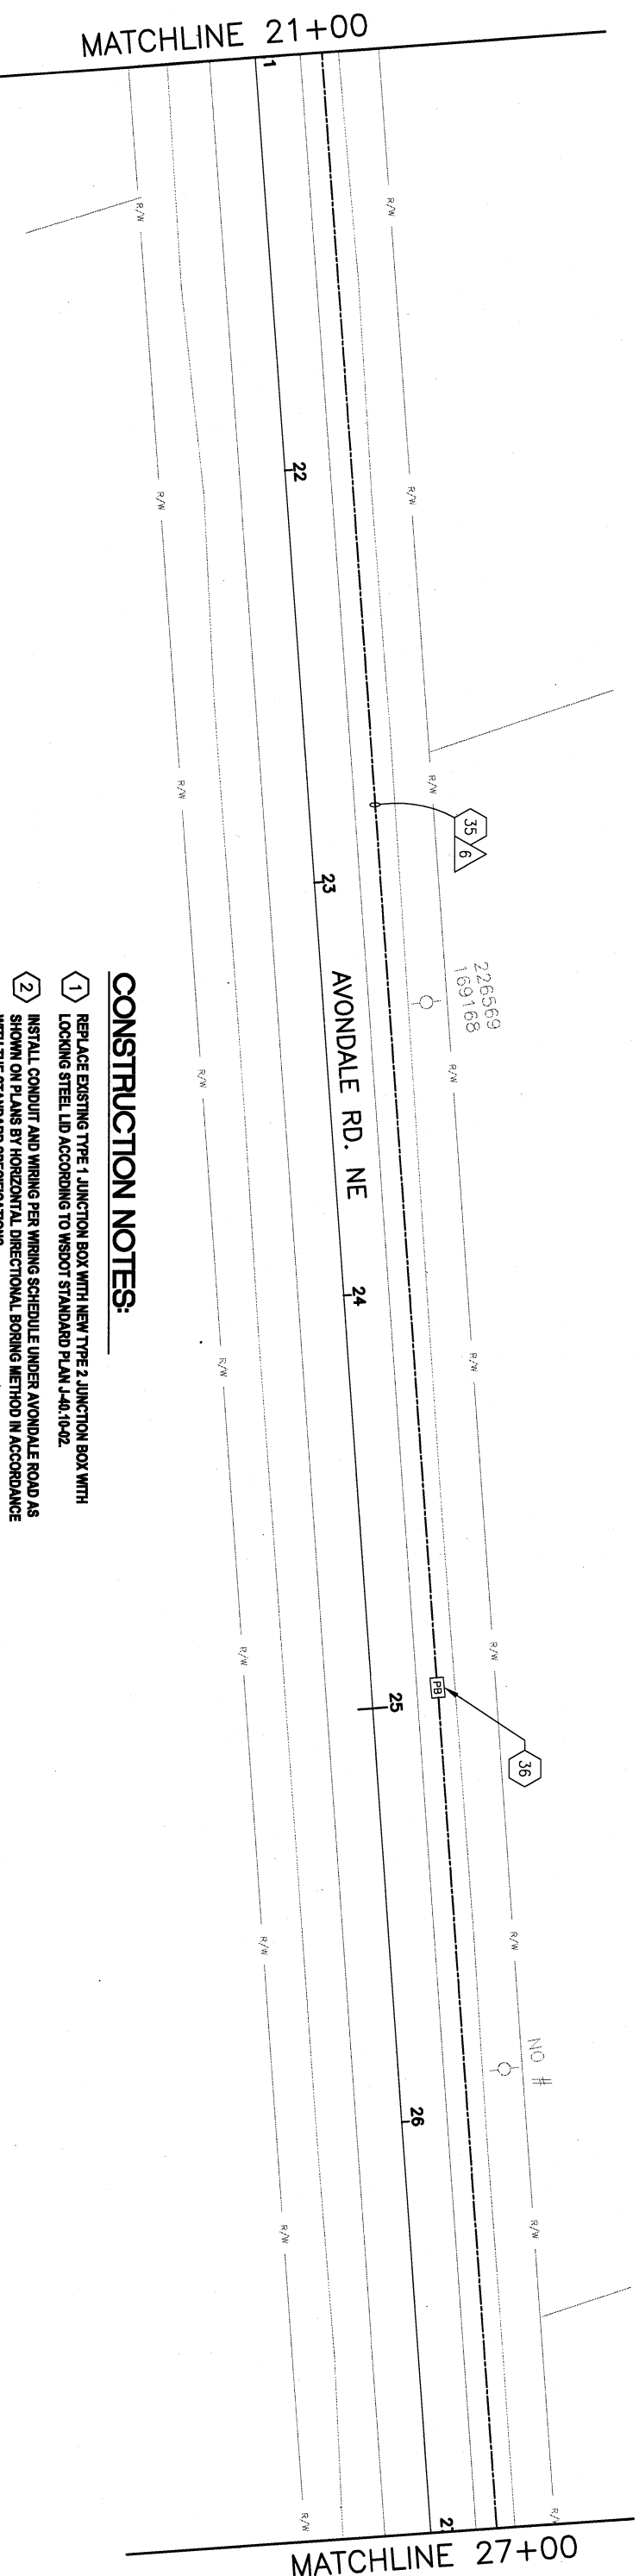 MATCHLINE 21+00
R/W
R/W
R/W
R/W
R/W
R/W
R/W
R/W
22
23
24
25
26
35
6
226569
169168
AVONDALE RD. NE
PB
36
NO #
R/W
R/W
R/W
R/W
R/W
R/W
R/W
R/W
R/W
MATCHLINE 27+00
CONSTRUCTION NOTES:
1 REPLACE EXISTING TYPE 1 JUNCTION BOX WITH NEW TYPE 2 JUNCTION BOX WITH
LOCKING STEEL LID ACCORDING TO WSDOT STANDARD PLAN J-40.10-02.
2 INSTALL CONDUIT AND WIRING PER WIRING SCHEDULE UNDER AVONDALE ROAD AS
SHOWN ON PLANS BY HORIZONTAL DIRECTIONAL BORING METHOD IN ACCORDANCE